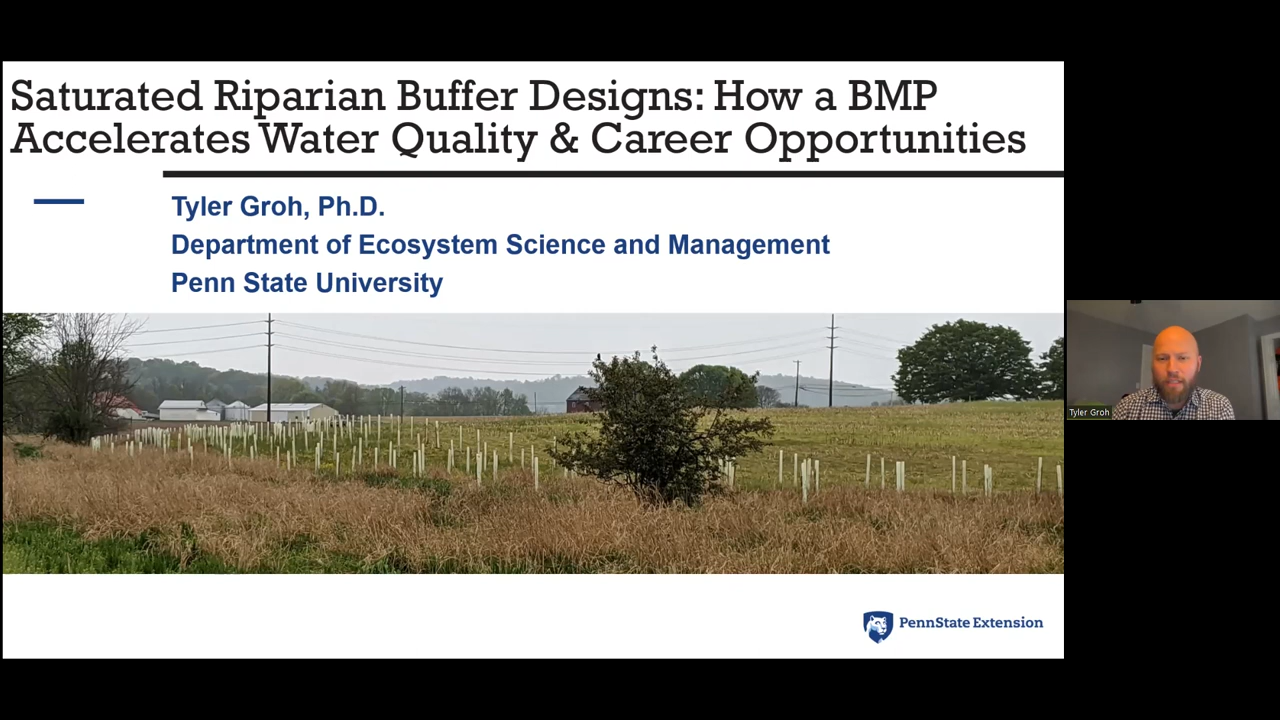 Saturated Riparian Buffer Designs: How a BMP
Accelerates Water Quality & Career Opportunities
Tyler Groh, Ph.D.
Department of Ecosystem Science and Management
Penn State University
Tyler Groh
PennState Extension